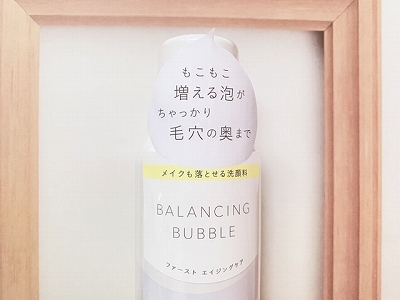 もこもこ
増える泡が
ちゃっかり
毛穴の奥まで
メイクも落とせる洗顔料
BALANCING
BUBBLE
ファースト エイジングケア